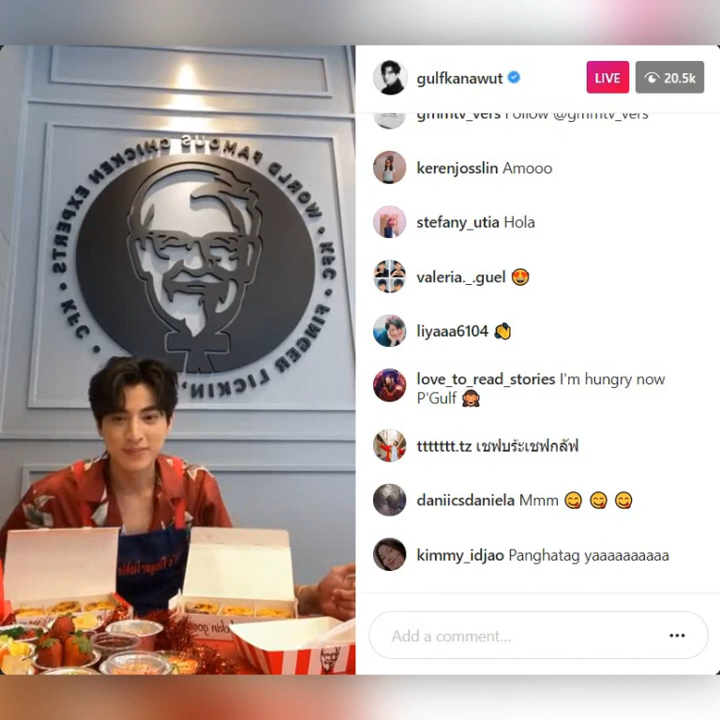 WORLD FAMOUS CHICKEN EXPERTS • KFC • FINGER LICKIN'
gulfkanawut
LIVE
20.5k
gmmtv_vers Follow @gmmtv_vers
kerenjosslin Amooo
stefany_utia Hola
valeria._.guel 😍
liyaaa6104 👏
love_to_read_stories I'm hungry now
P'Gulf 🙈
ttttttt.tz เชฟบร๊ะเชฟกลัฟ
daniicsdaniela Mmm 😋 😋 😋
kimmy_idjao Panghatag yaaaaaaaaaa
Add a comment...